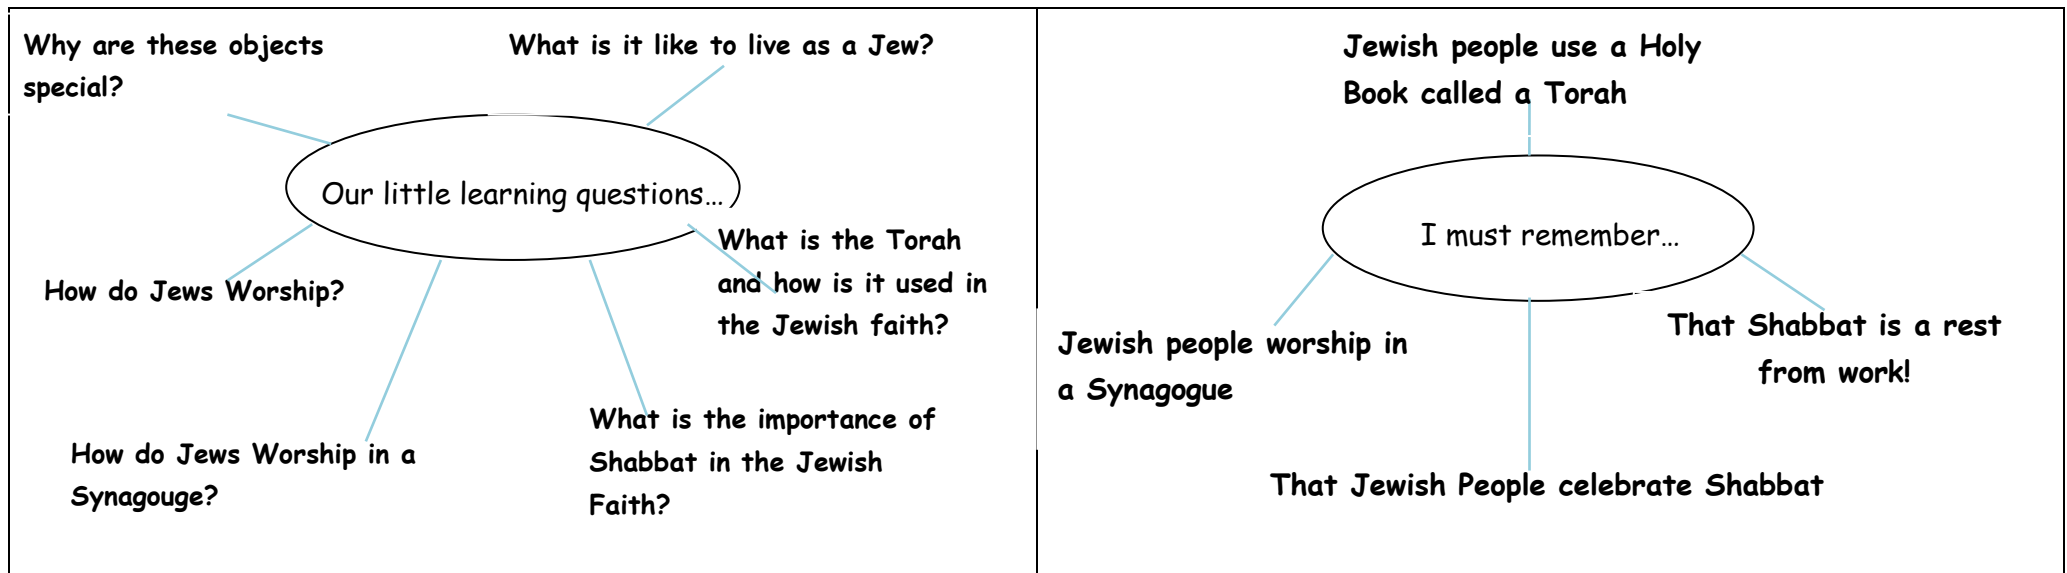 Why are these objects
special?
What is it like to live as a Jew?
Our little learning questions...
What is the Torah
and how is it used in
the Jewish faith?
How do Jews Worship?
How do Jews Worship in a
Synagouge?
What is the importance of
Shabbat in the Jewish
Faith?
Jewish people use a Holy
Book called a Torah
I must remember...
Jewish people worship in
a Synagogue
That Shabbat is a rest
from work!
That Jewish People celebrate Shabbat